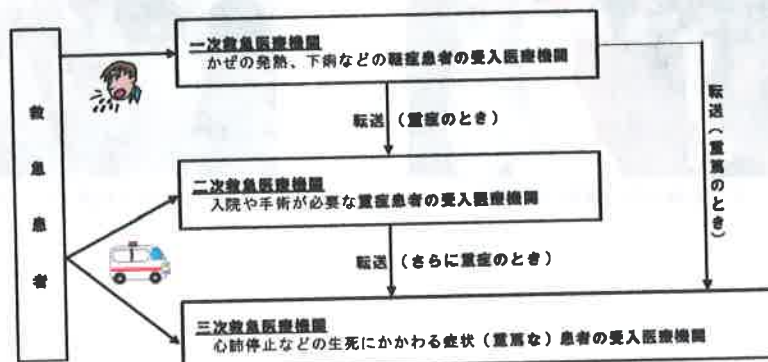 救急患者
一次救急医療機関
かぜの発熱、下痢などの軽症患者の受入医療機関
転送（重症のとき）
転送（重篤のとき）
二次救急医療機関
入院や手術が必要な重症患者の受入医療機関
転送（さらに重症のとき）
三次救急医療機関
心肺停止などの生死にかかわる症状（重篤な）患者の受入医療機関